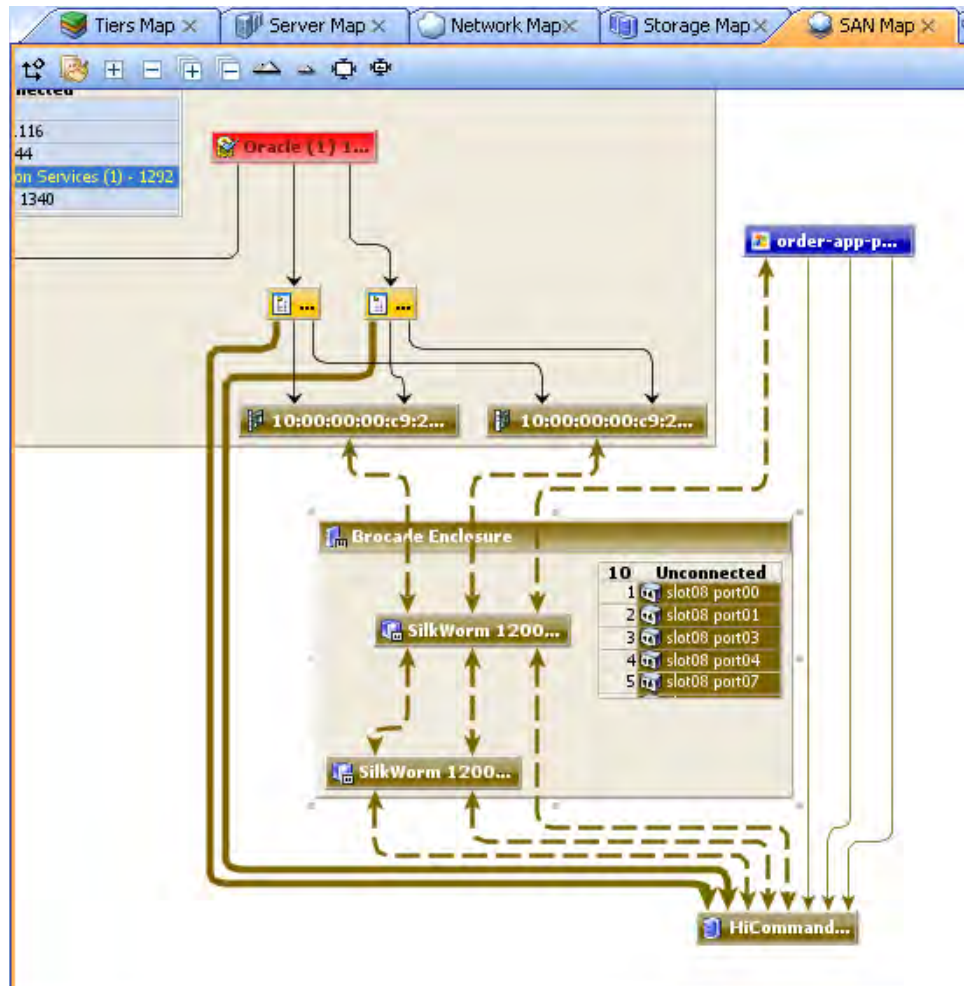 Tiers Map
Server Map
Network Map
Storage Map
SAN Map
nnected
.116
44
on Services (1) - 1292
1340
Oracle (1) 1...
order-app-p...
...
...
10:00:00:00:c9:2...
10:00:00:00:c9:2...
Brocade Enclosure
10 Unconnected
1 slot08 port00
2 slot08 port01
3 slot08 port03
4 slot08 port04
5 slot08 port07
SilkWorm 1200...
SilkWorm 1200...
HiCommand...